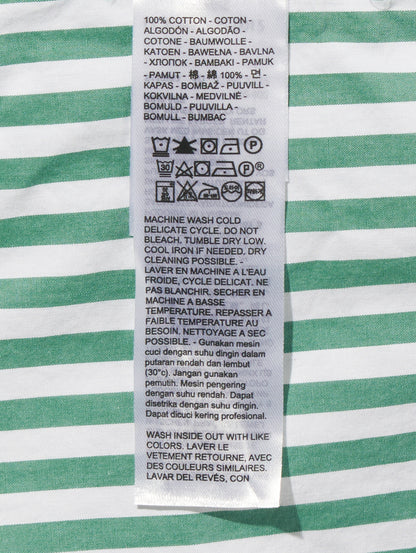 100% COTTON - COTON -
ALGODÓN - ALGODÃO -
COTONE - BAUMWOLLE -
KATOEN - BAWEŁNA - BAVLNA
- ХЛОПОК - BAMBAKI - PAMUK
- PAMUT - 棉 - 綿 100% - 면 -
KAPAS - BOMBAŽ - PUUVILL -
KOKVILNA - MEDVILNĖ -
BOMULD - PUUVILLA -
BOMULL - BUMBAC
MACHINE WASH COLD
DELICATE CYCLE. DO NOT
BLEACH. TUMBLE DRY LOW.
COOL IRON IF NEEDED. DRY
CLEANING POSSIBLE. -
LAVER EN MACHINE A L'EAU
FROIDE, CYCLE DELICAT. NE
PAS BLANCHIR. SECHER EN
MACHINE A BASSE
TEMPERATURE. REPASSER A
FAIBLE TEMPERATURE AU
BESOIN. NETTOYAGE A SEC
POSSIBLE. - Gunakan mesin
cuci dengan suhu dingin dalam
putaran rendah dan lembut
(30°c). Jangan gunakan
pemutih. Mesin pengering
dengan suhu rendah. Dapat
disetrika dengan suhu dingin.
Dapat dicuci kering profesional.
WASH INSIDE OUT WITH LIKE
COLORS. LAVER LE
VETEMENT RETOURNE, AVEC
DES COULEURS SIMILAIRES.
LAVAR DEL REVÉS, CON